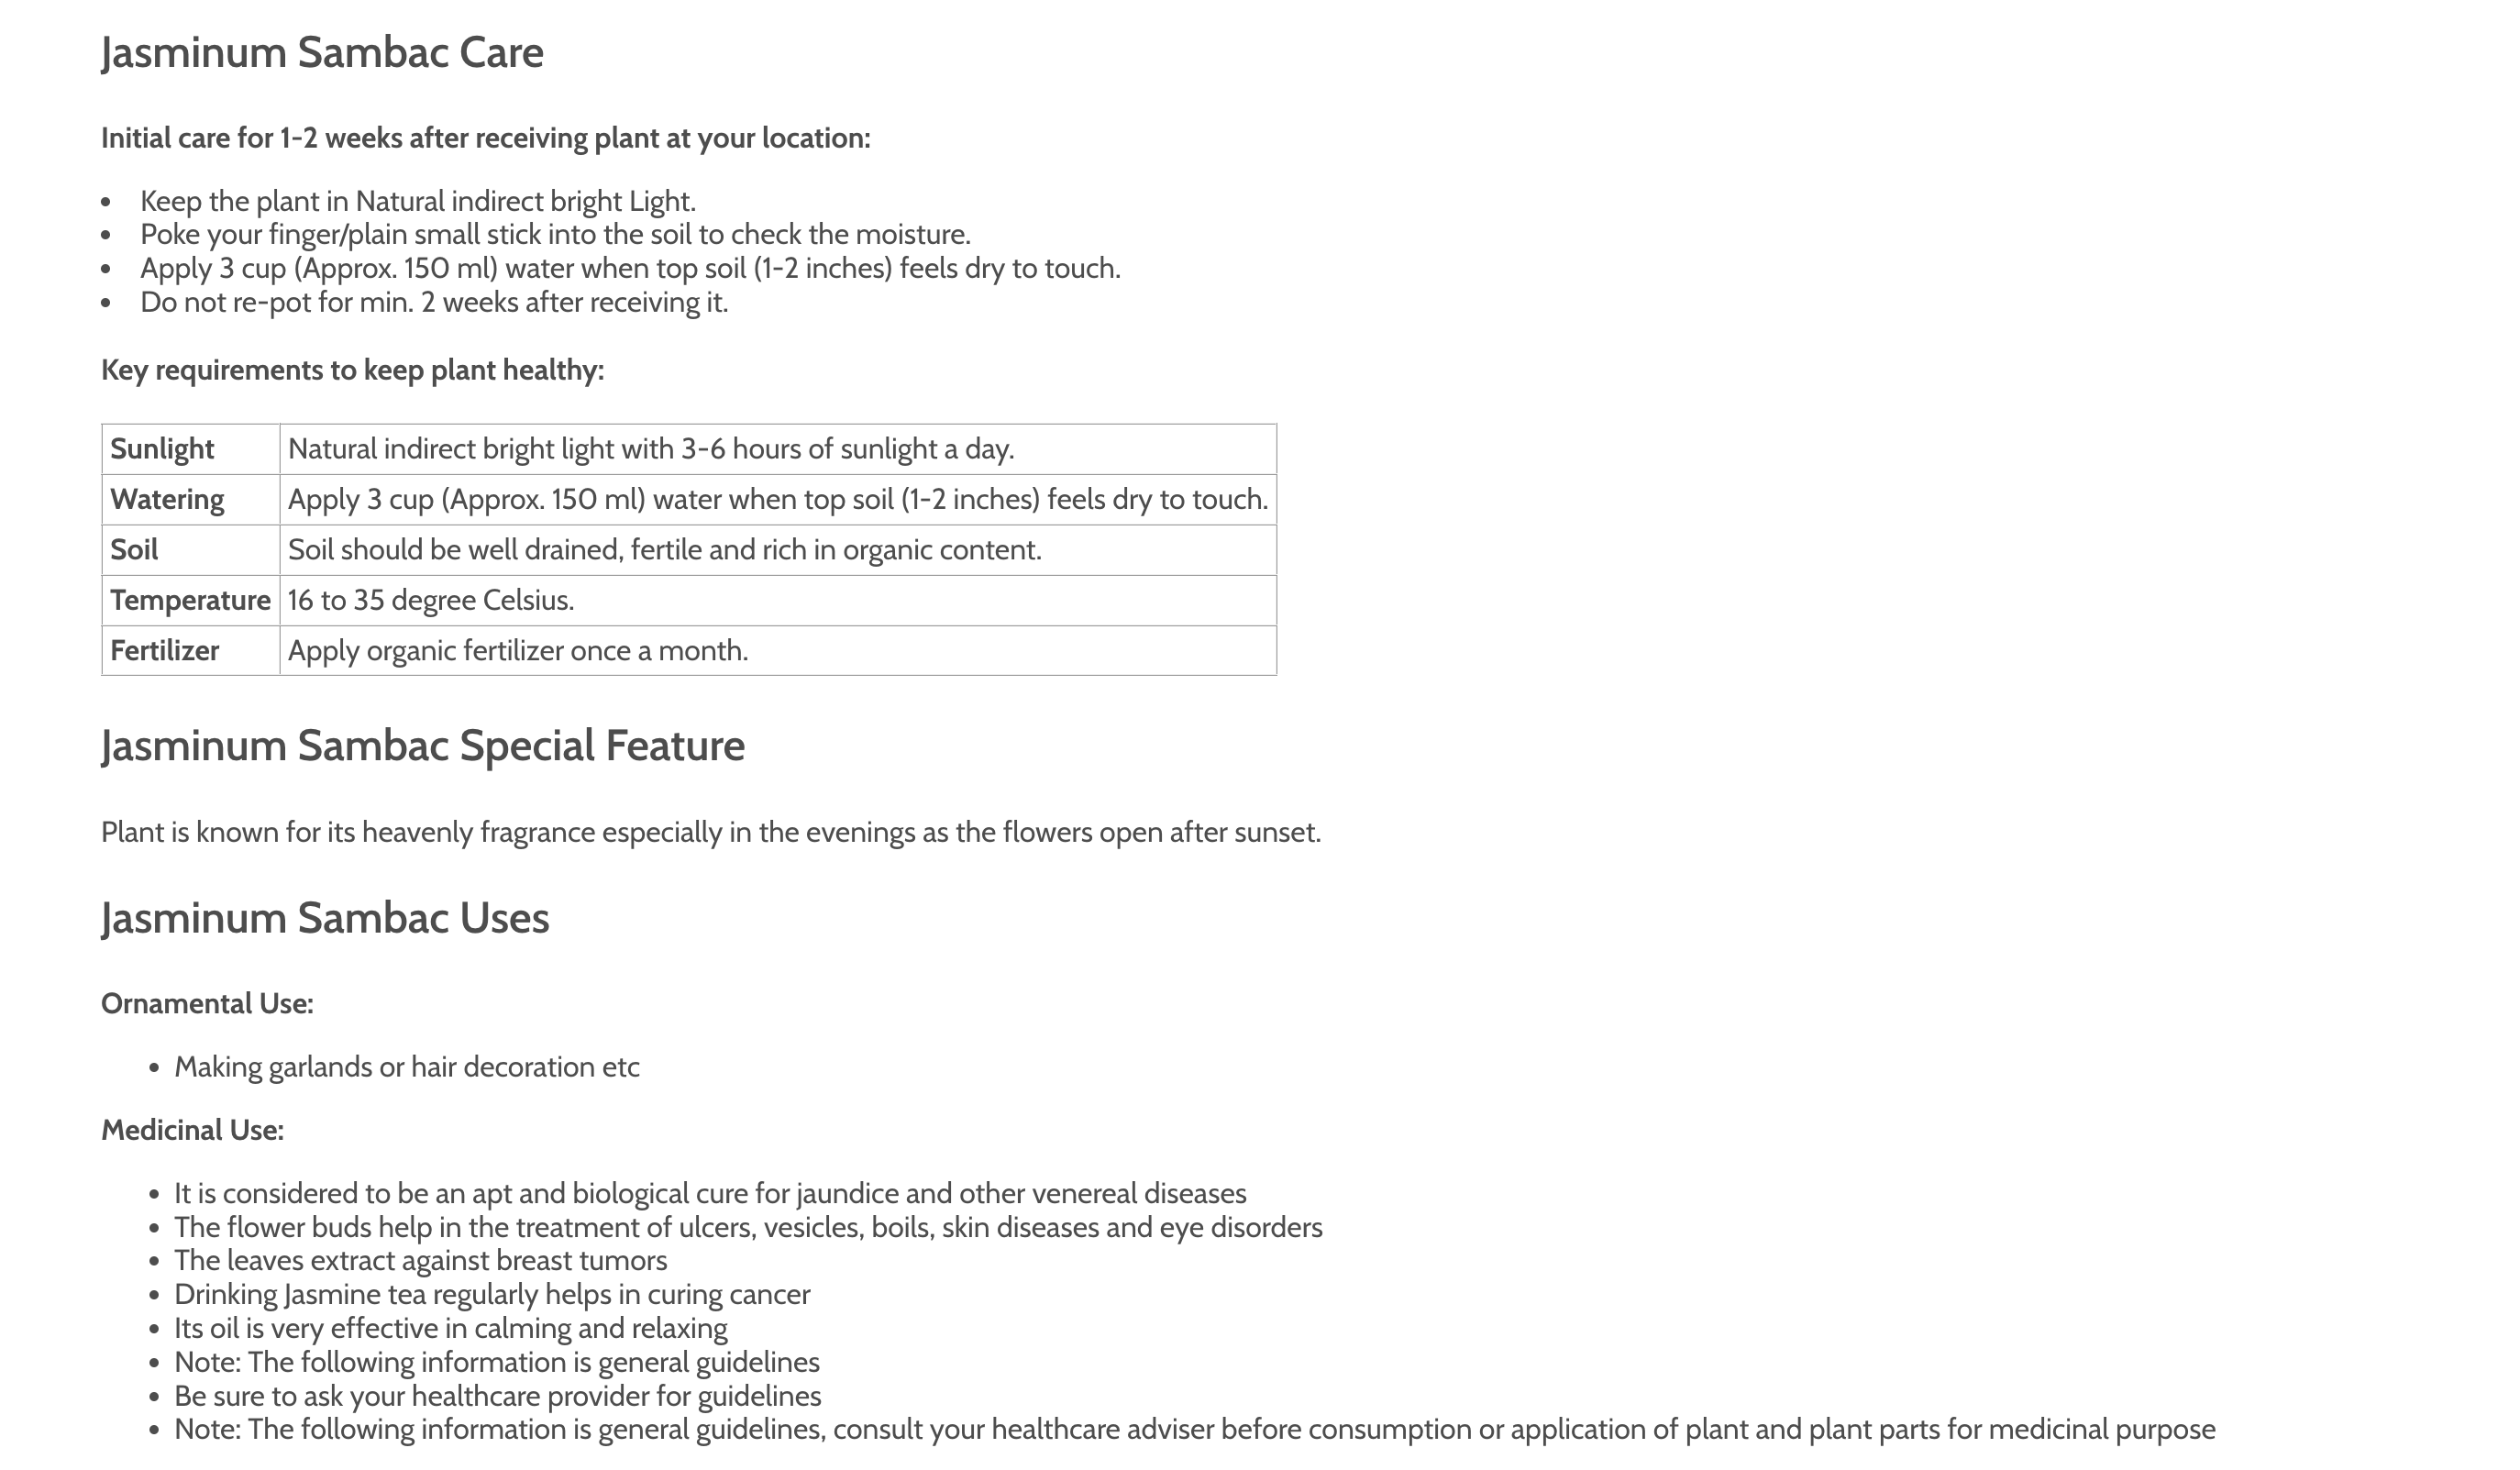 Jasminum Sambac Care
Initial care for 1-2 weeks after receiving plant at your location:
• Keep the plant in Natural indirect bright Light.
• Poke your finger/plain small stick into the soil to check the moisture.
• Apply 3 cup (Approx. 150 ml) water when top soil (1-2 inches) feels dry to touch.
• Do not re-pot for min. 2 weeks after receiving it.
Key requirements to keep plant healthy:
Sunlight Natural indirect bright light with 3-6 hours of sunlight a day.
Watering Apply 3 cup (Approx. 150 ml) water when top soil (1-2 inches) feels dry to touch.
Soil Soil should be well drained, fertile and rich in organic content.
Temperature 16 to 35 degree Celsius.
Fertilizer Apply organic fertilizer once a month.
Jasminum Sambac Special Feature
Plant is known for its heavenly fragrance especially in the evenings as the flowers open after sunset.
Jasminum Sambac Uses
Ornamental Use:
• Making garlands or hair decoration etc
Medicinal Use:
• It is considered to be an apt and biological cure for jaundice and other venereal diseases
• The flower buds help in the treatment of ulcers, vesicles, boils, skin diseases and eye disorders
• The leaves extract against breast tumors
• Drinking Jasmine tea regularly helps in curing cancer
• Its oil is very effective in calming and relaxing
• Note: The following information is general guidelines
• Be sure to ask your healthcare provider for guidelines
• Note: The following information is general guidelines, consult your healthcare adviser before consumption or application of plant and plant parts for medicinal purpose